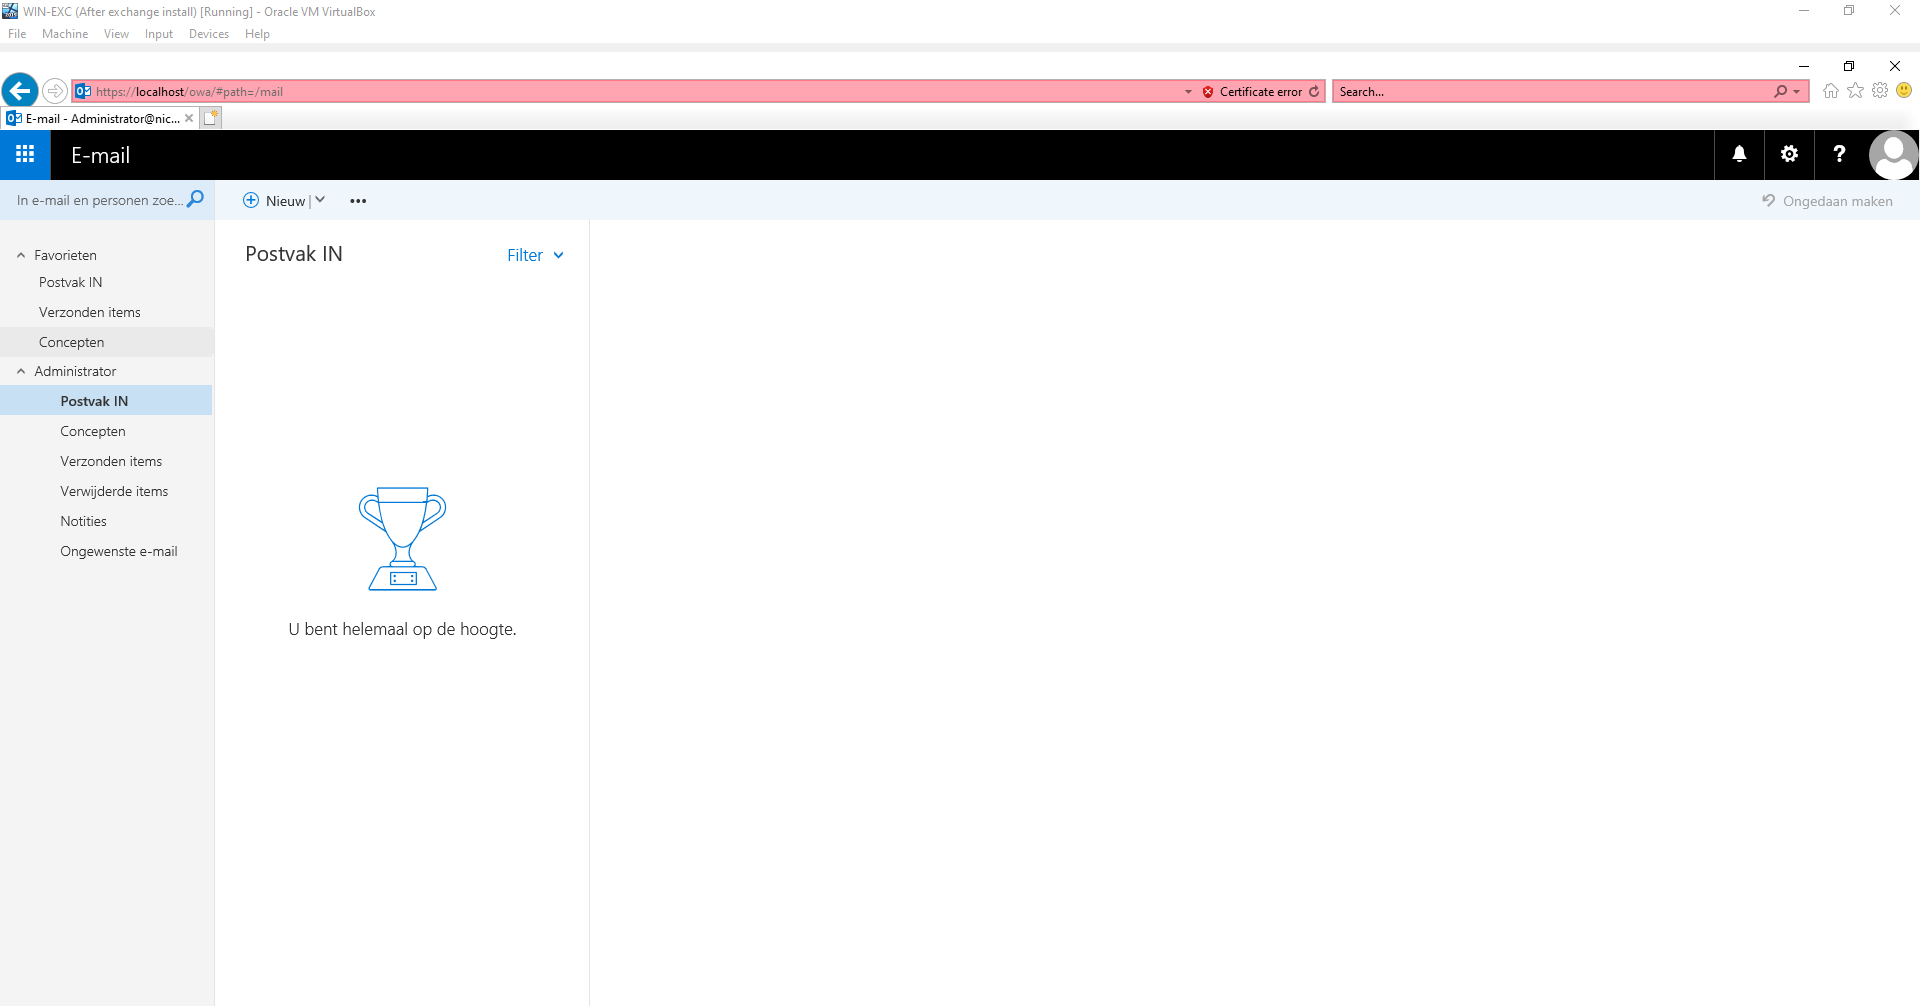 WIN-EXC (After exchange install) [Running] - Oracle VM VirtualBox
File Machine View Input Devices Help
https://localhost/owa/#path=/mail Certificate error Search...
E-mail - Administrator@nic...
E-mail
In e-mail en personen zoe... Nieuw Ongedaan maken
Favorieten
Postvak IN
Verzonden items
Concepten
Administrator
Postvak IN
Concepten
Verzonden items
Verwijderde items
Notities
Ongewenste e-mail
Postvak IN Filter
U bent helemaal op de hoogte.